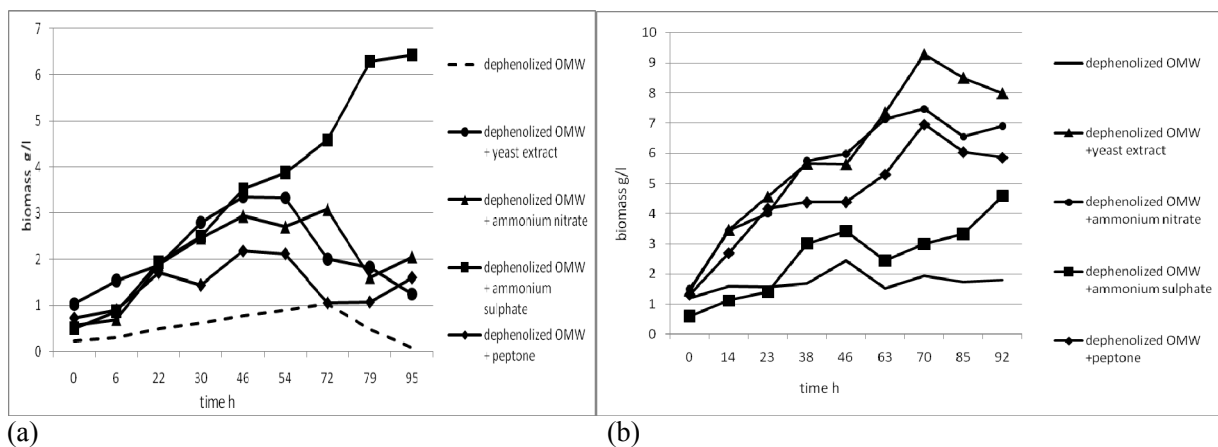 7
6
5
4
3
2
1
0
biomass g/l
0 6 22 30 46 54 72 79 95
time h
dephenolized OMW
dephenolized OMW
+ yeast extract
dephenolized OMW
+ ammonium nitrate
dephenolized OMW
+ ammonium
sulphate
dephenolized OMW
+ peptone
(a)
10
9
8
7
6
5
4
3
2
1
0
biomass g/l
0 14 23 38 46 63 70 85 92
time h
dephenolized OMW
dephenolized OMW
+yeast extract
dephenolized OMW
+ammonium nitrate
dephenolized OMW
+ammonium sulphate
dephenolized OMW
+peptone
(b)